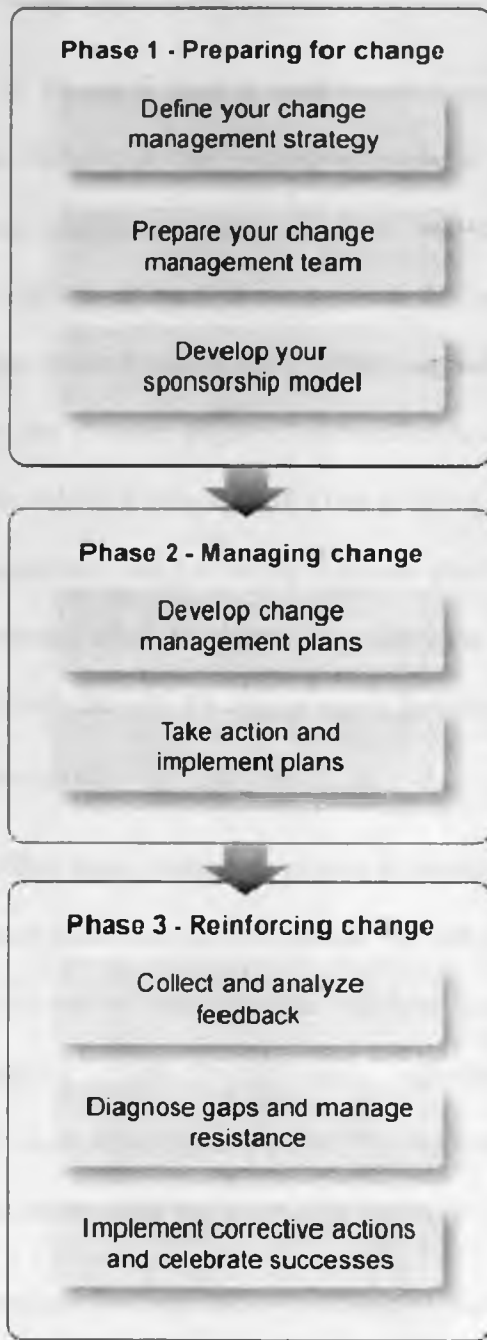 Phase 1 - Preparing for change
Define your change
management strategy
Prepare your change
management team
Develop your
sponsorship model
Phase 2 - Managing change
Develop change
management plans
Take action and
implement plans
Phase 3 - Reinforcing change
Collect and analyze
feedback
Diagnose gaps and manage
resistance
Implement corrective actions
and celebrate successes